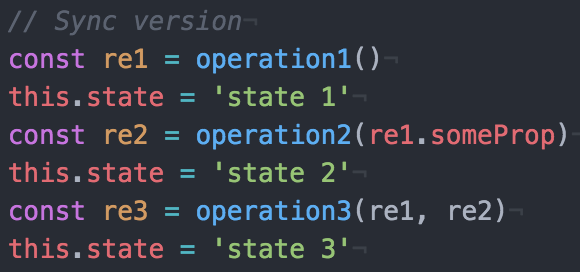 // Sync version¬
const re1 = operation1()¬
this.state = 'state 1'¬
const re2 = operation2(re1.someProp)¬
this.state = 'state 2'¬
const re3 = operation3(re1, re2)¬
this.state = 'state 3'¬